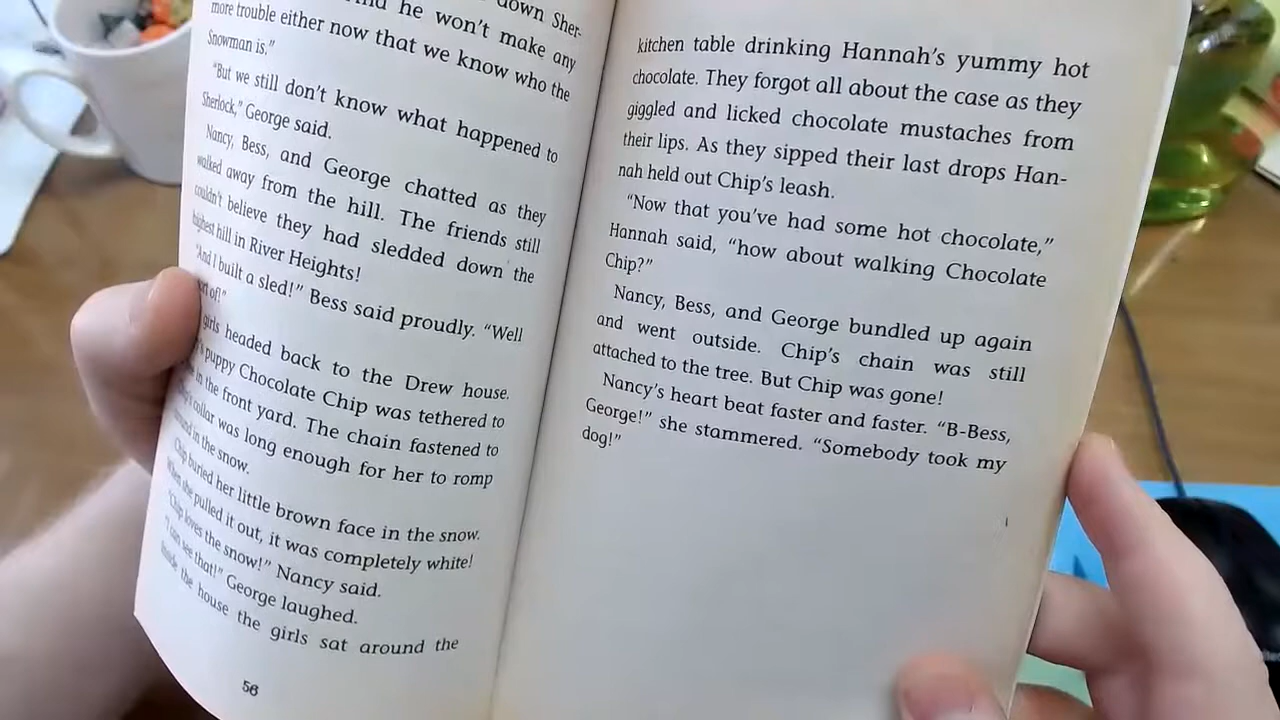 down Sher-
he won't make any
more trouble either now that we know who the
Snowman is."
"But we still don't know what happened to
Sherlock," George said.
Nancy, Bess, and George chatted as they
walked away from the hill. The friends still
couldn't believe they had sledded down the
highest hill in River Heights!
"And I built a sled!" Bess said proudly. "Well
of!"
girls headed back to the Drew house.
puppy Chocolate Chip was tethered to
in the front yard. The chain fastened to
collar was long enough for her to romp
in the snow.
Chip buried her little brown face in the snow.
When she pulled it out, it was completely white!
"Chip loves the snow!" Nancy said.
"I can see that!" George laughed.
the house the girls sat around the
56
kitchen table drinking Hannah's yummy hot
chocolate. They forgot all about the case as they
giggled and licked chocolate mustaches from
their lips. As they sipped their last drops Han-
nah held out Chip's leash.
"Now that you've had some hot chocolate,"
Hannah said, "how about walking Chocolate
Chip?"
Nancy, Bess, and George bundled up again
and went outside. Chip's chain was still
attached to the tree. But Chip was gone!
Nancy's heart beat faster and faster. "B-Bess,
George!" she stammered. "Somebody took my
dog!"